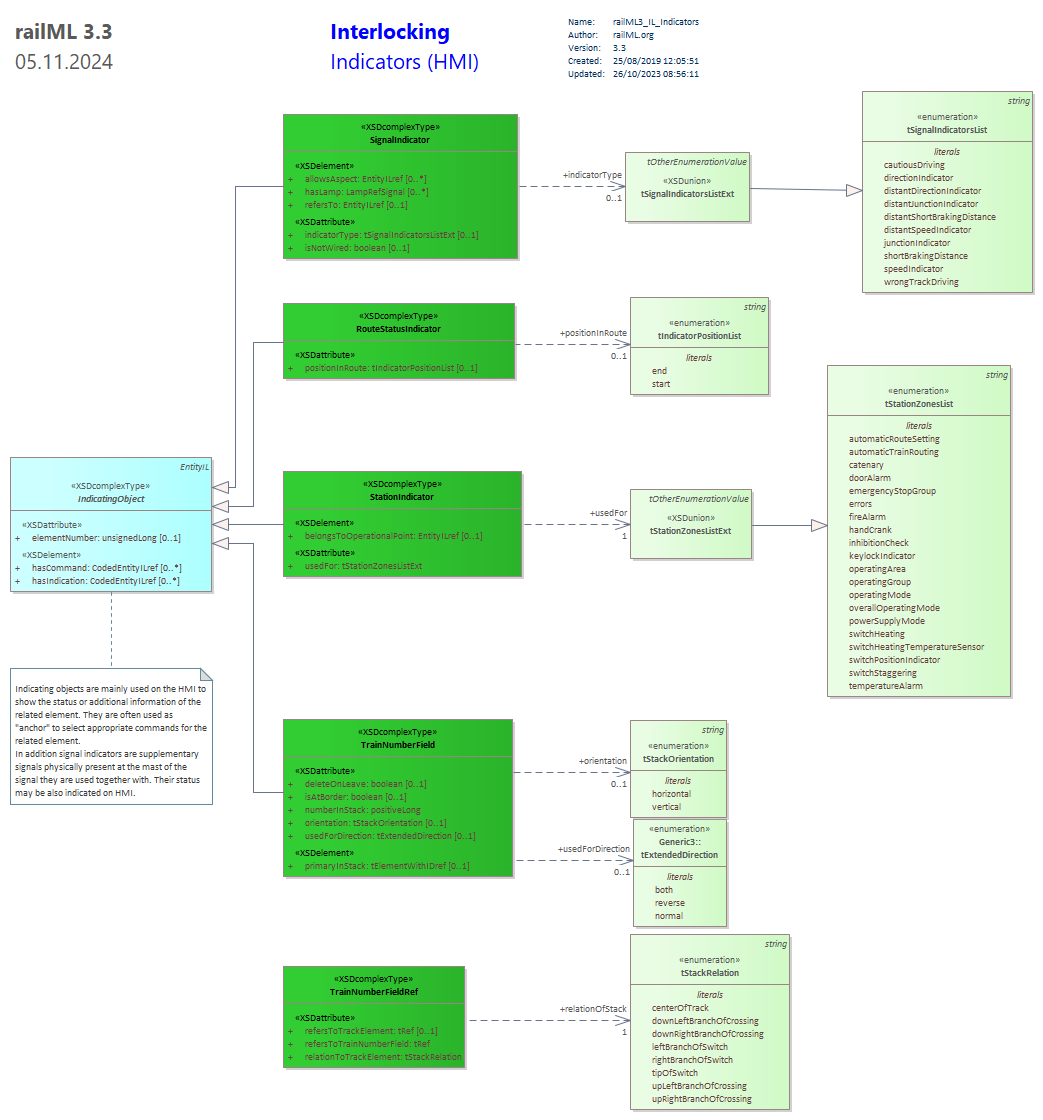 railML 3.3
05.11.2024
Interlocking
Indicators (HMI)
Name: railML3_IL_Indicators
Author: railML.org
Version: 3.3
Created: 25/08/2019 12:05:51
Updated: 26/10/2023 08:56:11
«XSDcomplexType»
SignalIndicator
«XSDelement»
+ allowsAspect: EntityILref [0..*]
+ hasLamp: LampRefSignal [0..*]
+ refersTo: EntityILref [0..1]
«XSDattribute»
+ indicatorType: tSignalIndicatorsListExt [0..1]
+ isNotWired: boolean [0..1]
+indicatorType
0..1
tOtherEnumerationValue
«XSDunion»
tSignalIndicatorsListExt
string
«enumeration»
tSignalIndicatorsList
literals
cautiousDriving
directionIndicator
distantDirectionIndicator
distantJunctionIndicator
distantShortBrakingDistance
distantSpeedIndicator
junctionIndicator
shortBrakingDistance
speedIndicator
wrongTrackDriving
«XSDcomplexType»
RouteStatusIndicator
«XSDattribute»
+ positionInRoute: tIndicatorPositionList [0..1]
+positionInRoute
0..1
string
«enumeration»
tIndicatorPositionList
literals
end
start
string
«enumeration»
tStationZonesList
literals
automaticRouteSetting
automaticTrainRouting
catenary
doorAlarm
emergencyStopGroup
errors
fireAlarm
handCrank
inhibitionCheck
keylockIndicator
operatingArea
operatingGroup
operatingMode
overallOperatingMode
powerSupplyMode
switchHeating
switchHeatingTemperatureSensor
switchPositionIndicator
switchStaggering
temperatureAlarm
EntityIL
«XSDcomplexType»
IndicatingObject
«XSDattribute»
+ elementNumber: unsignedLong [0..1]
«XSDelement»
+ hasCommand: CodedEntityILref [0..*]
+ hasIndication: CodedEntityILref [0..*]
«XSDcomplexType»
StationIndicator
«XSDelement»
+ belongsToOperationalPoint: EntityILref [0..1]
«XSDattribute»
+ usedFor: tStationZonesListExt
+usedFor
1
tOtherEnumerationValue
«XSDunion»
tStationZonesListExt
Indicating objects are mainly used on the HMI to
show the status or additional information of the
related element. They are often used as
"anchor" to select appropriate commands for the
related element.
In addition signal indicators are supplementary
signals physically present at the mast of the
signal they are used together with. Their status
may be also indicated on HMI.
«XSDcomplexType»
TrainNumberField
«XSDattribute»
+ deleteOnLeave: boolean [0..1]
+ isAtBorder: boolean [0..1]
+ numberInStack: positiveLong
+ orientation: tStackOrientation [0..1]
+ usedForDirection: tExtendedDirection [0..1]
«XSDelement»
+ primaryInStack: tElementWithIDref [0..1]
+orientation
0..1
string
«enumeration»
tStackOrientation
literals
horizontal
vertical
+usedForDirection
0..1
«enumeration»
Generic3::
tExtendedDirection
literals
both
reverse
normal
«XSDcomplexType»
TrainNumberFieldRef
«XSDattribute»
+ refersToTrackElement: tRef [0..1]
+ refersToTrainNumberField: tRef
+ relationToTrackElement: tStackRelation
+relationOfStack
1
string
«enumeration»
tStackRelation
literals
centerOfTrack
downLeftBranchOfCrossing
downRightBranchOfCrossing
leftBranchOfSwitch
rightBranchOfSwitch
tipOfSwitch
upLeftBranchOfCrossing
upRightBranchOfCrossing